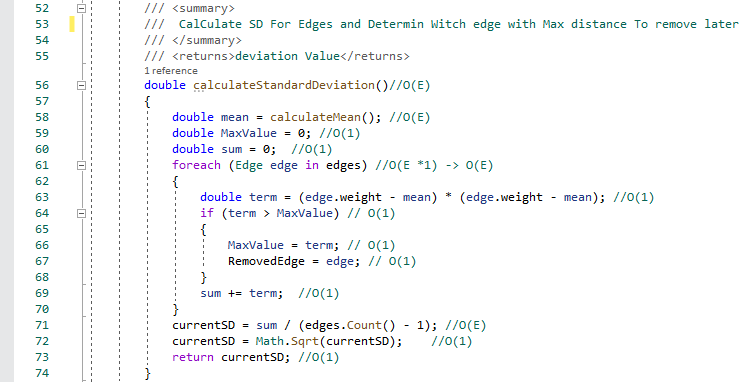 52 /// <summary>
53 /// CalCulate SD For Edges and Determin Witch edge with Max distance To remove later
54 /// </summary>
55 /// <returns>deviation Value</returns>
1 reference
56 double calculateStandardDeviation()//O(E)
57 {
58 double mean = calculateMean(); //O(E)
59 double MaxValue = 0; //O(1)
60 double sum = 0;  //O(1)
61 foreach (Edge edge in edges) //O(E *1) -> O(E)
62 {
63 double term = (edge.weight - mean) * (edge.weight - mean); //O(1)
64 if (term > MaxValue) // O(1)
65 {
66 MaxValue = term; // O(1)
67 RemovedEdge = edge; // O(1)
68 }
69 sum += term;  //O(1)
70 }
71 currentSD = sum / (edges.Count() - 1); //O(E)
72 currentSD = Math.Sqrt(currentSD);    //O(1)
73 return currentSD; //O(1)
74 }